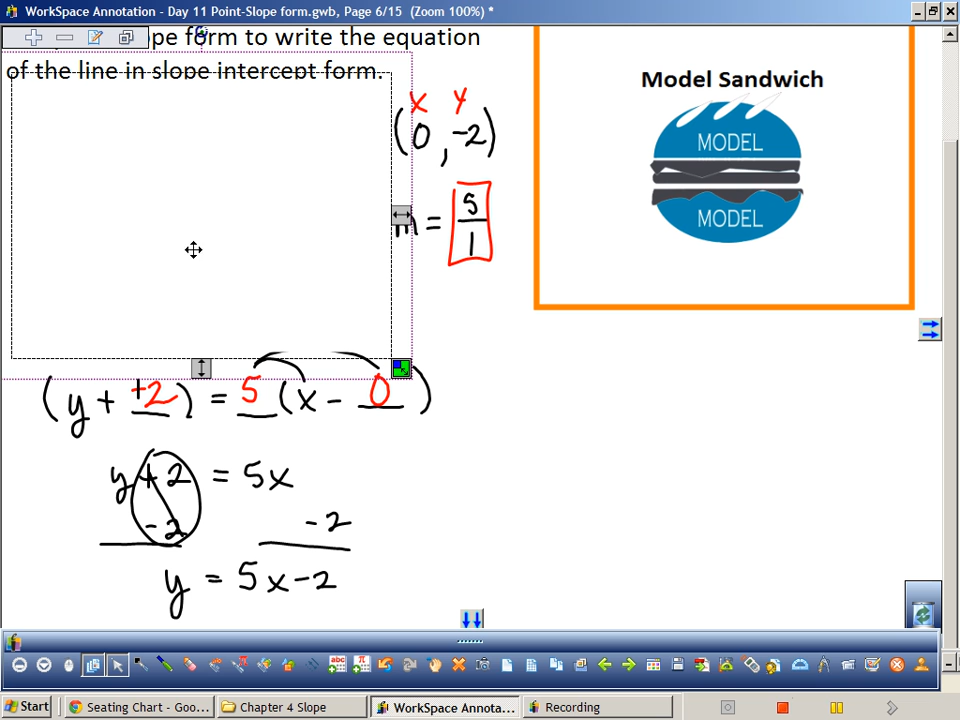 WorkSpace Annotation - Day 11 Point-Slope form.gwb, Page 6/15 (Zoom 100%) *
ope form to write the equation
of the line in slope intercept form.
x y
(0, -2)
m = 5/1
Model Sandwich
MODEL
MODEL
(y + +2) = 5(x - 0)
y + 2 = 5x
-2 -2
y = 5x - 2
Start
Seating Chart - Goo...
Chapter 4 Slope
WorkSpace Annota...
Recording